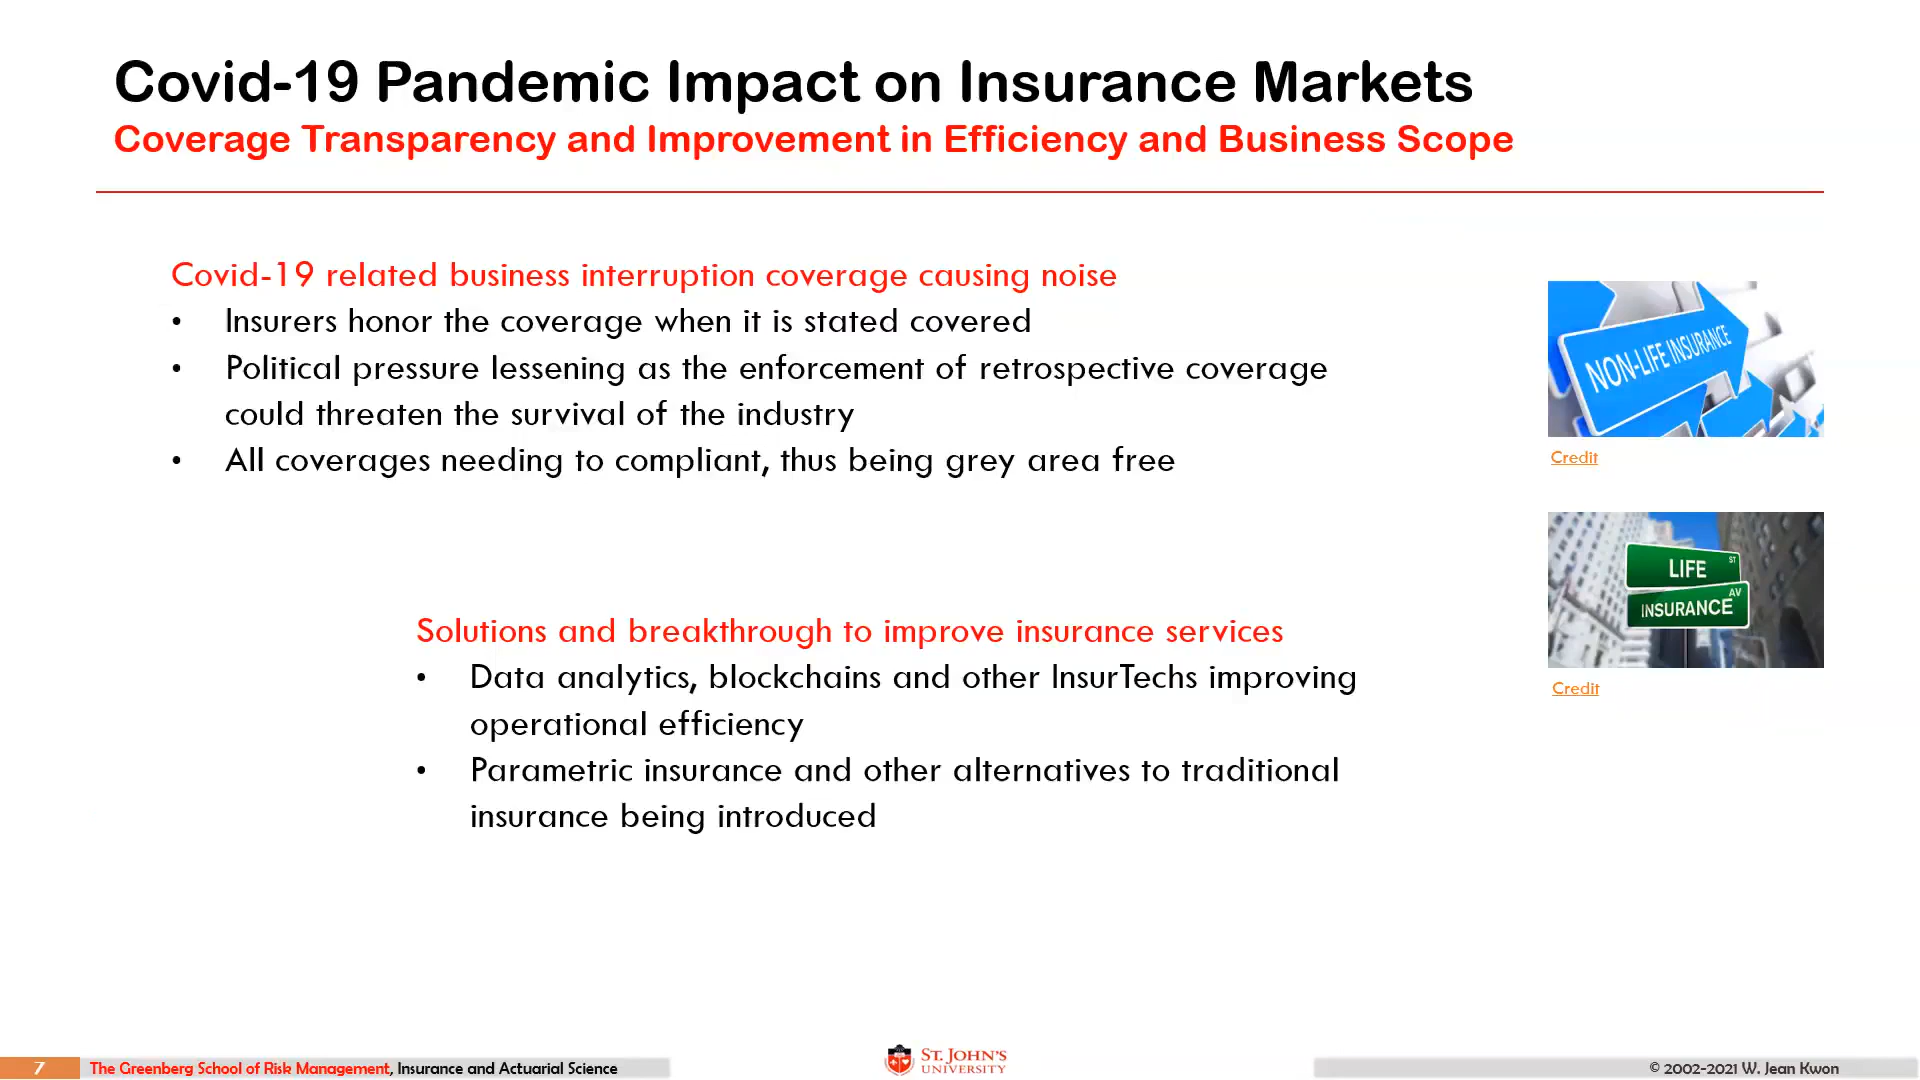 Covid-19 Pandemic Impact on Insurance Markets
Coverage Transparency and Improvement in Efficiency and Business Scope
Covid-19 related business interruption coverage causing noise
• Insurers honor the coverage when it is stated covered
• Political pressure lessening as the enforcement of retrospective coverage
could threaten the survival of the industry
• All coverages needing to compliant, thus being grey area free
NON-LIFE INSURANCE
Credit
LIFE ST
INSURANCE AV
Credit
Solutions and breakthrough to improve insurance services
• Data analytics, blockchains and other InsurTechs improving
operational efficiency
• Parametric insurance and other alternatives to traditional
insurance being introduced
7
The Greenberg School of Risk Management, Insurance and Actuarial Science
ST. JOHN'S
UNIVERSITY
© 2002-2021 W. Jean Kwon